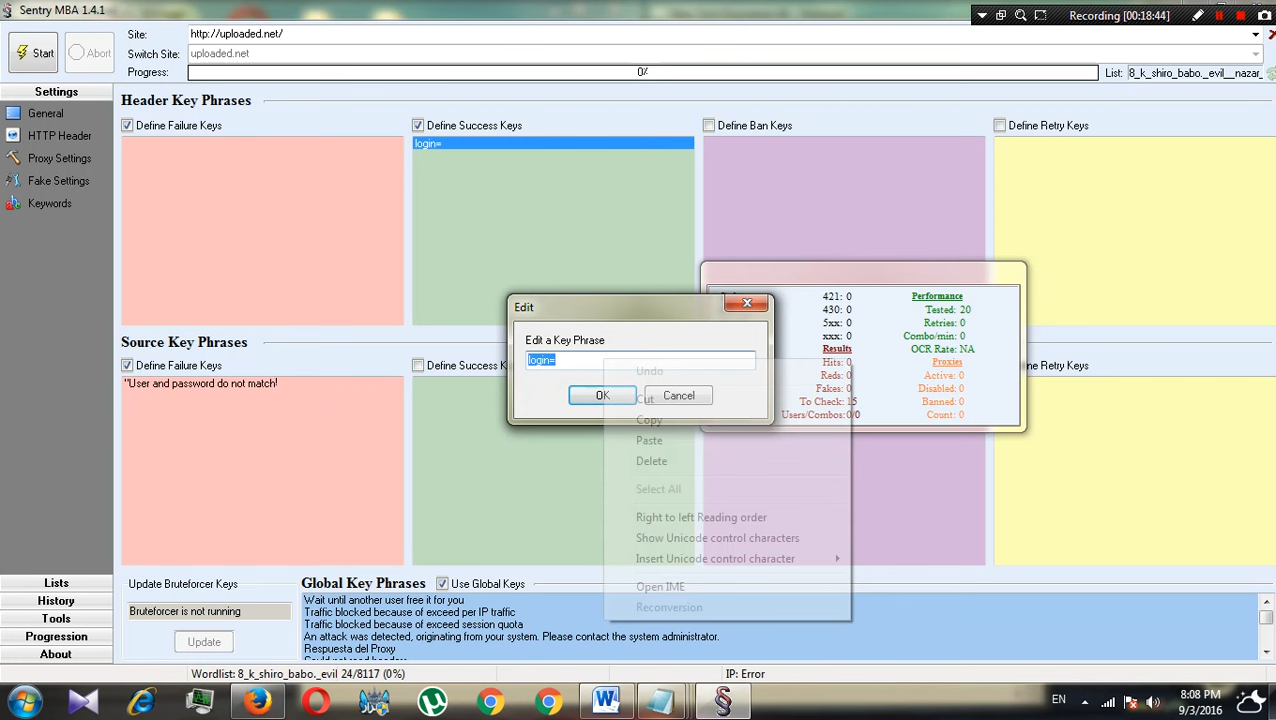 Sentry MBA 1.4.1
Recording (00:18:44)
Start
Abort
Site:
http://uploaded.net/
Switch Site:
uploaded.net
Progress:
0%
List:
8_k_shiro_babo._evil__nazar_
Settings
General
HTTP Header
Proxy Settings
Fake Settings
Keywords
Header Key Phrases
Define Failure Keys
Define Success Keys
Define Ban Keys
Define Retry Keys
login=
421: 0
430: 0
5xx: 0
xxx: 0
Results
Hits: 0
Reds: 0
Fakes: 0
To Check: 15
Users/Combos:0/0
Performance
Tested: 20
Retries: 0
Combo/min: 0
OCR Rate: NA
Proxies
Active: 0
Disabled: 0
Banned: 0
Count: 0
Edit
Edit a Key Phrase
login=
OK
Cancel
Undo
Cut
Copy
Paste
Delete
Select All
Right to left Reading order
Show Unicode control characters
Insert Unicode control character
Open IME
Reconversion
Source Key Phrases
Define Failure Keys
Define Success K
ne Retry Keys
"User and password do not match!
Lists
History
Tools
Progression
About
Update Bruteforcer Keys
Bruteforcer is not running
Update
Global Key Phrases
Use Global Keys
Wait until another user free it for you
Traffic blocked because of exceed per IP traffic
Traffic blocked because of exceed session quota
An attack was detected, originating from your system. Please contact the system administrator.
Respuesta del Proxy
Wordlist: 8_k_shiro_babo._evil 24/8117 (0%)
IP: Error
EN
8:08 PM
9/3/2016